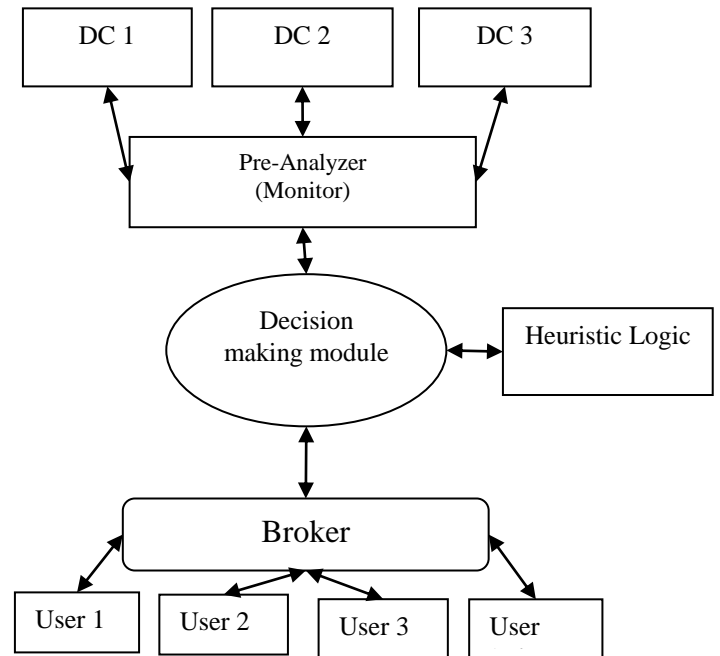 DC 1
DC 2
DC 3
Pre-Analyzer
(Monitor)
Decision
making module
Heuristic Logic
Broker
User 1
User 2
User 3
User